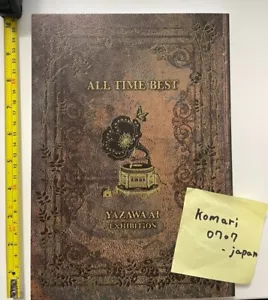 ALL TIME BEST
YAZAWA AI
EXHIBITION
Komari
0707
-japan